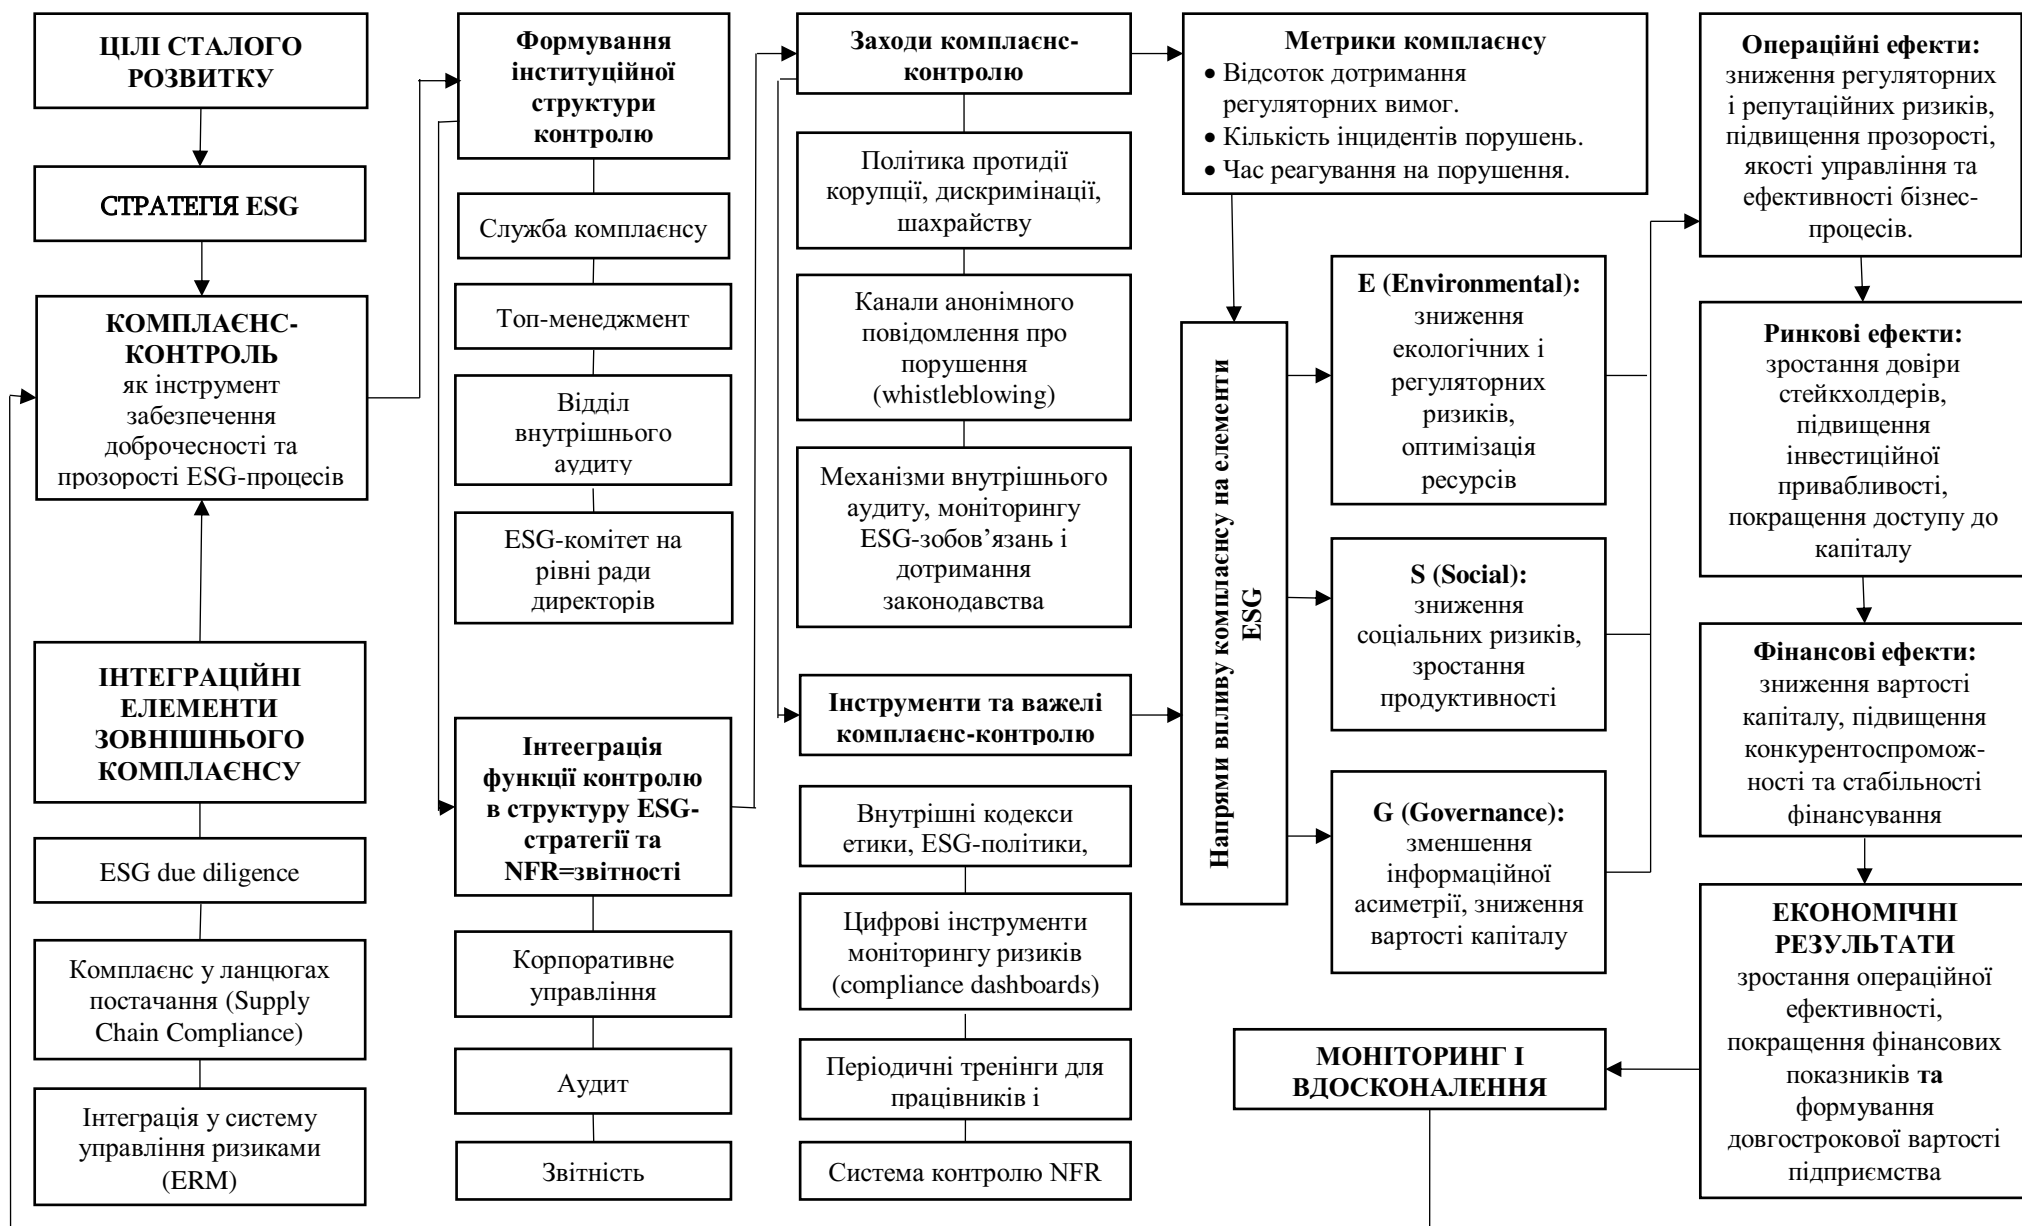 ЦІЛІ СТАЛОГО
РОЗВИТКУ
СТРАТЕГІЯ ESG
КОМПЛАЄНС-
КОНТРОЛЬ
як інструмент
забезпечення
доброчесності та
прозорості ESG-процесів
ІНТЕГРАЦІЙНІ
ЕЛЕМЕНТИ
ЗОВНІШНЬОГО
КОМПЛАЄНСУ
ESG due diligence
Комплаєнс у ланцюгах
постачання (Supply
Chain Compliance)
Інтеграція у систему
управління ризиками
(ERM)
Формування
інституційної
структури
контролю
Служба комплаєнсу
Топ-менеджмент
Відділ
внутрішнього
аудиту
ESG-комітет на
рівні ради
директорів
Інтееграція
функції контролю
в структуру ESG-
стратегії та
NFR=звітності
Корпоративне
управління
Аудит
Звітність
Заходи комплаєнс-
контролю
Політика протидії
корупції, дискримінації,
шахрайству
Канали анонімного
повідомлення про
порушення
(whistleblowing)
Механізми внутрішнього
аудиту, моніторингу
ESG-зобов’язань і
дотримання
законодавства
Інструменти та важелі
комплаєнс-контролю
Внутрішні кодекси
етики, ESG-політики,
Цифрові інструменти
моніторингу ризиків
(compliance dashboards)
Періодичні тренінги для
працівників і
Система контролю NFR
Метрики комплаєнсу
• Відсоток дотримання
регуляторних вимог.
• Кількість інцидентів порушень.
• Час реагування на порушення.
Напрями впливу комплаєнсу на елементи
ESG
E (Environmental):
зниження
екологічних і
регуляторних
ризиків,
оптимізація
ресурсів
S (Social):
зниження
соціальних ризиків,
зростання
продуктивності
G (Governance):
зменшення
інформаційної
асиметрії, зниження
вартості капіталу
МОНІТОРИНГ І
ВДОСКОНАЛЕННЯ
Операційні ефекти:
зниження регуляторних
і репутаційних ризиків,
підвищення прозорості,
якості управління та
ефективності бізнес-
процесів.
Ринкові ефекти:
зростання довіри
стейкхолдерів,
підвищення
інвестиційної
привабливості,
покращення доступу до
капіталу
Фінансові ефекти:
зниження вартості
капіталу, підвищення
конкурентоспромож-
ності та стабільності
фінансування
ЕКОНОМІЧНІ
РЕЗУЛЬТАТИ
зростання операційної
ефективності,
покращення фінансових
показників та
формування
довгострокової вартості
підприємства